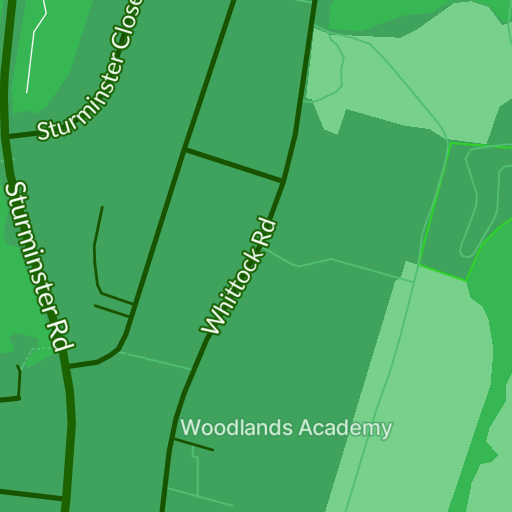 Sturminster Close
Sturminster Rd
Whittock Rd
Woodlands Academy